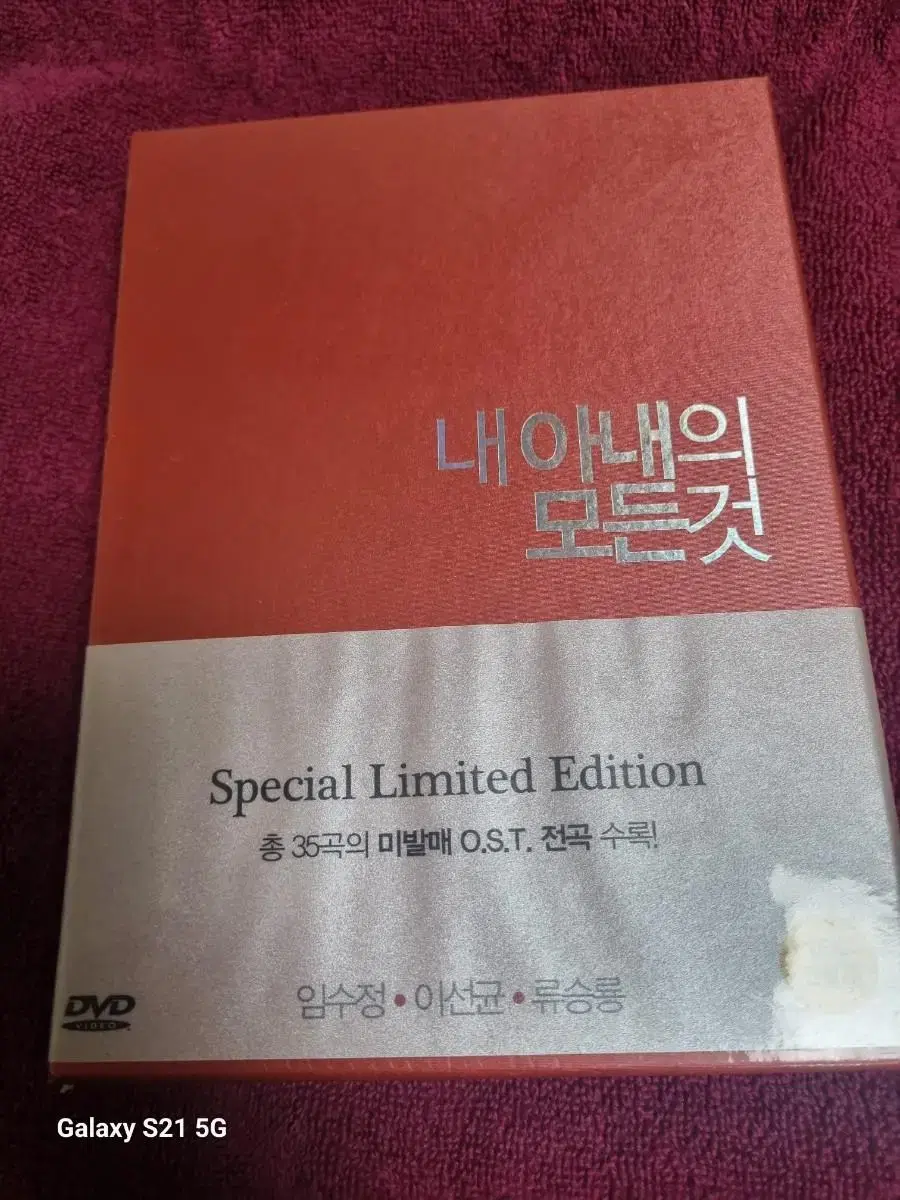 내 아내의
모든것
Special Limited Edition
총 35곡의 미발매 O.S.T. 전곡 수록!
임수정 • 이선균 • 류승룡
DVD
VIDEO
Galaxy S21 5G